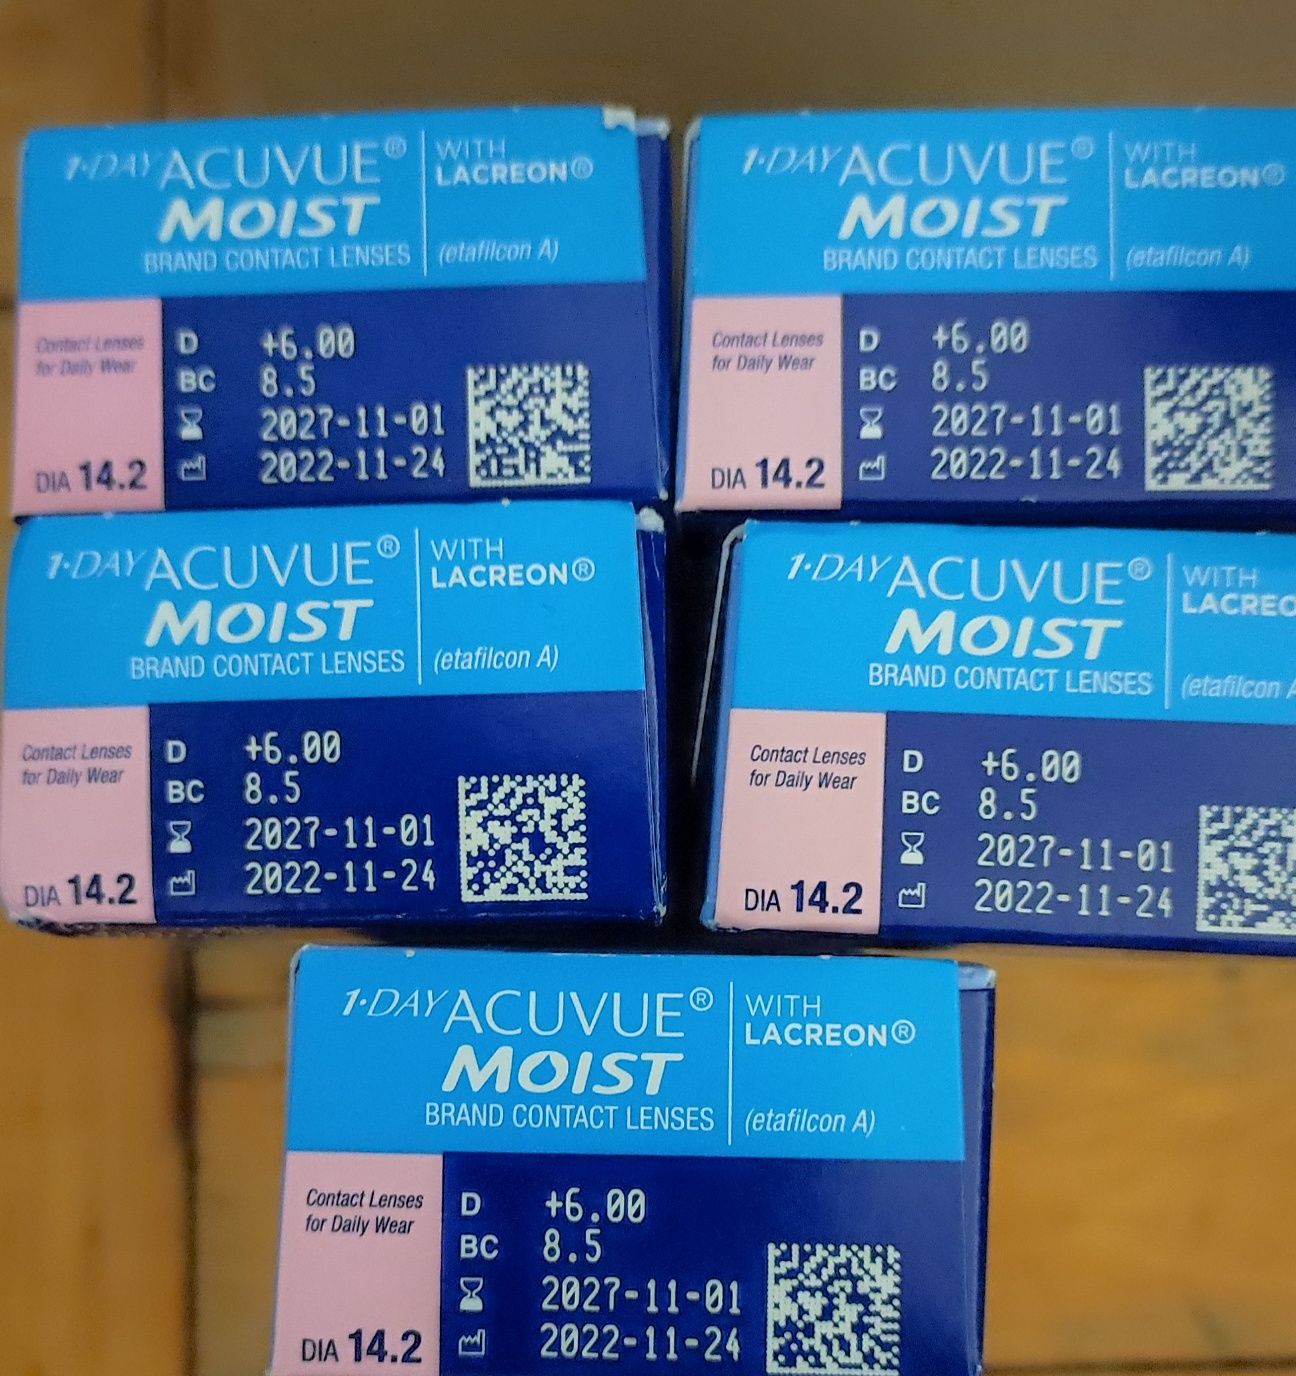 1·DAY ACUVUE® MOIST WITH LACREON®
BRAND CONTACT LENSES (etafilcon A)
Contact Lenses
for Daily Wear
D +6.00
BC 8.5
2027-11-01
2022-11-24
DIA 14.2
1·DAY ACUVUE® MOIST WITH LACREON®
BRAND CONTACT LENSES (etafilcon A)
Contact Lenses
for Daily Wear
D +6.00
BC 8.5
2027-11-01
2022-11-24
DIA 14.2
1·DAY ACUVUE® MOIST WITH LACREON®
BRAND CONTACT LENSES (etafilcon A)
Contact Lenses
for Daily Wear
D +6.00
BC 8.5
2027-11-01
2022-11-24
DIA 14.2
1·DAY ACUVUE® MOIST WITH LACREO
BRAND CONTACT LENSES (etafilcon A
Contact Lenses
for Daily Wear
D +6.00
BC 8.5
2027-11-01
2022-11-24
DIA 14.2
1·DAY ACUVUE® MOIST WITH LACREON®
BRAND CONTACT LENSES (etafilcon A)
Contact Lenses
for Daily Wear
D +6.00
BC 8.5
2027-11-01
2022-11-24
DIA 14.2